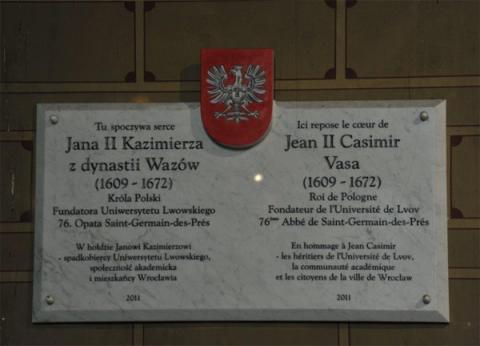 Tu spoczywa serce
Jana II Kazimierza
z dynastii Wazów
(1609 - 1672)
Króla Polski
Fundatora Uniwersytetu Lwowskiego
76. Opata Saint-Germain-des-Prés
W hołdzie Janowi Kazimierzowi
- spadkobiercy Uniwersytetu Lwowskiego,
społeczność akademicka
i mieszkańcy Wrocławia
2011
Ici repose le cœur de
Jean II Casimir
Vasa
(1609 - 1672)
Roi de Pologne
Fondateur de l'Université de Lvov
76ème Abbé de Saint-Germain-des-Prés
En hommage à Jean Casimir
- les héritiers de l'Université de Lvov,
la communauté académique
et les citoyens de la ville de Wrocław
2011